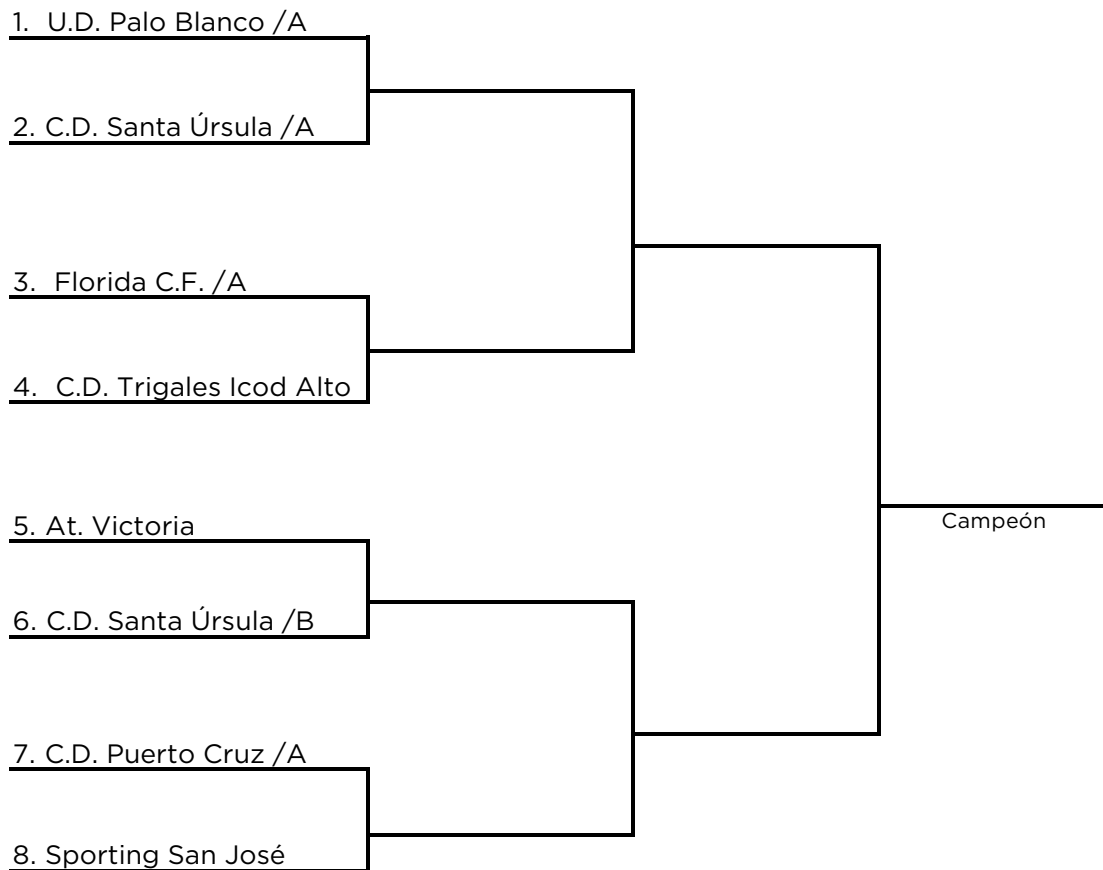 1. U.D. Palo Blanco /A
2. C.D. Santa Úrsula /A
3. Florida C.F. /A
4. C.D. Trigales Icod Alto
5. At. Victoria
Campeón
6. C.D. Santa Úrsula /B
7. C.D. Puerto Cruz /A
8. Sporting San José